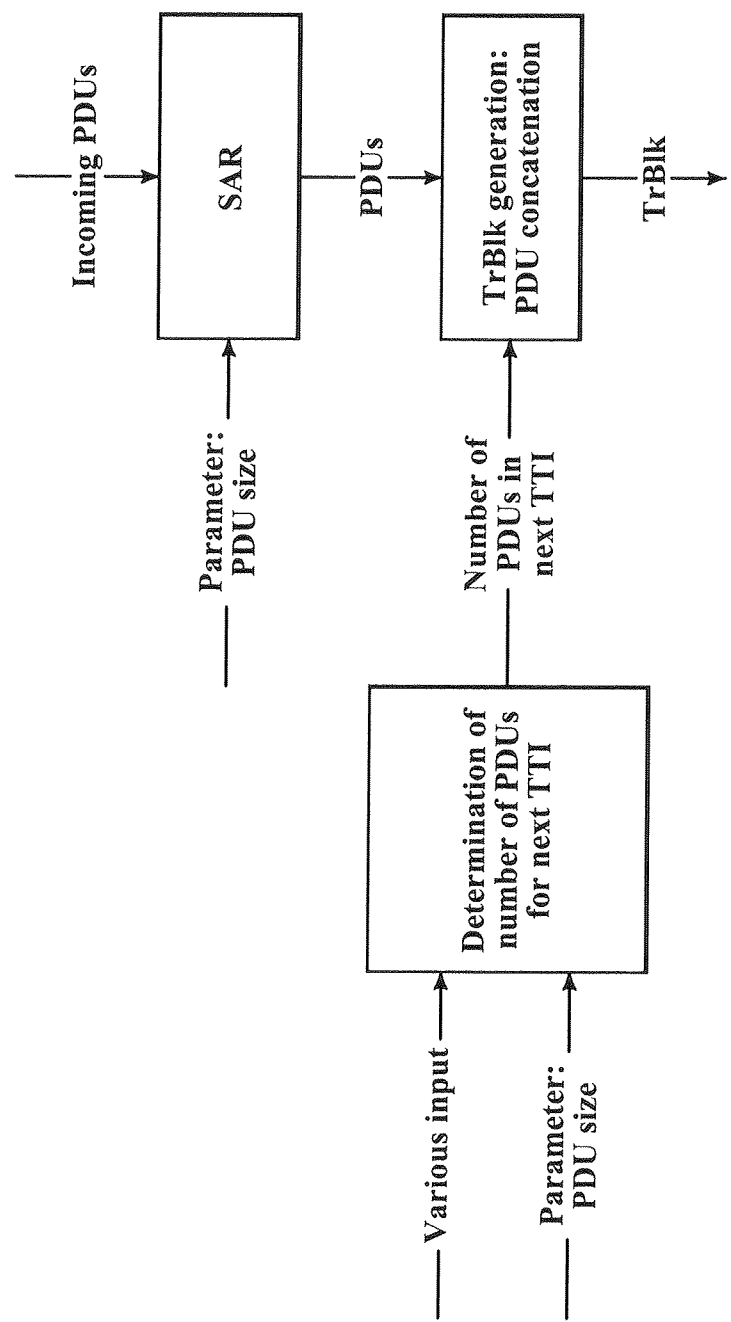 Incoming PDUs
SAR
Parameter:
PDU size
PDUs
TrBlk generation:
PDU concatenation
Number of
PDUs in
next TTI
TrBlk
Determination of
number of PDUs
for next TTI
Various input
Parameter:
PDU size